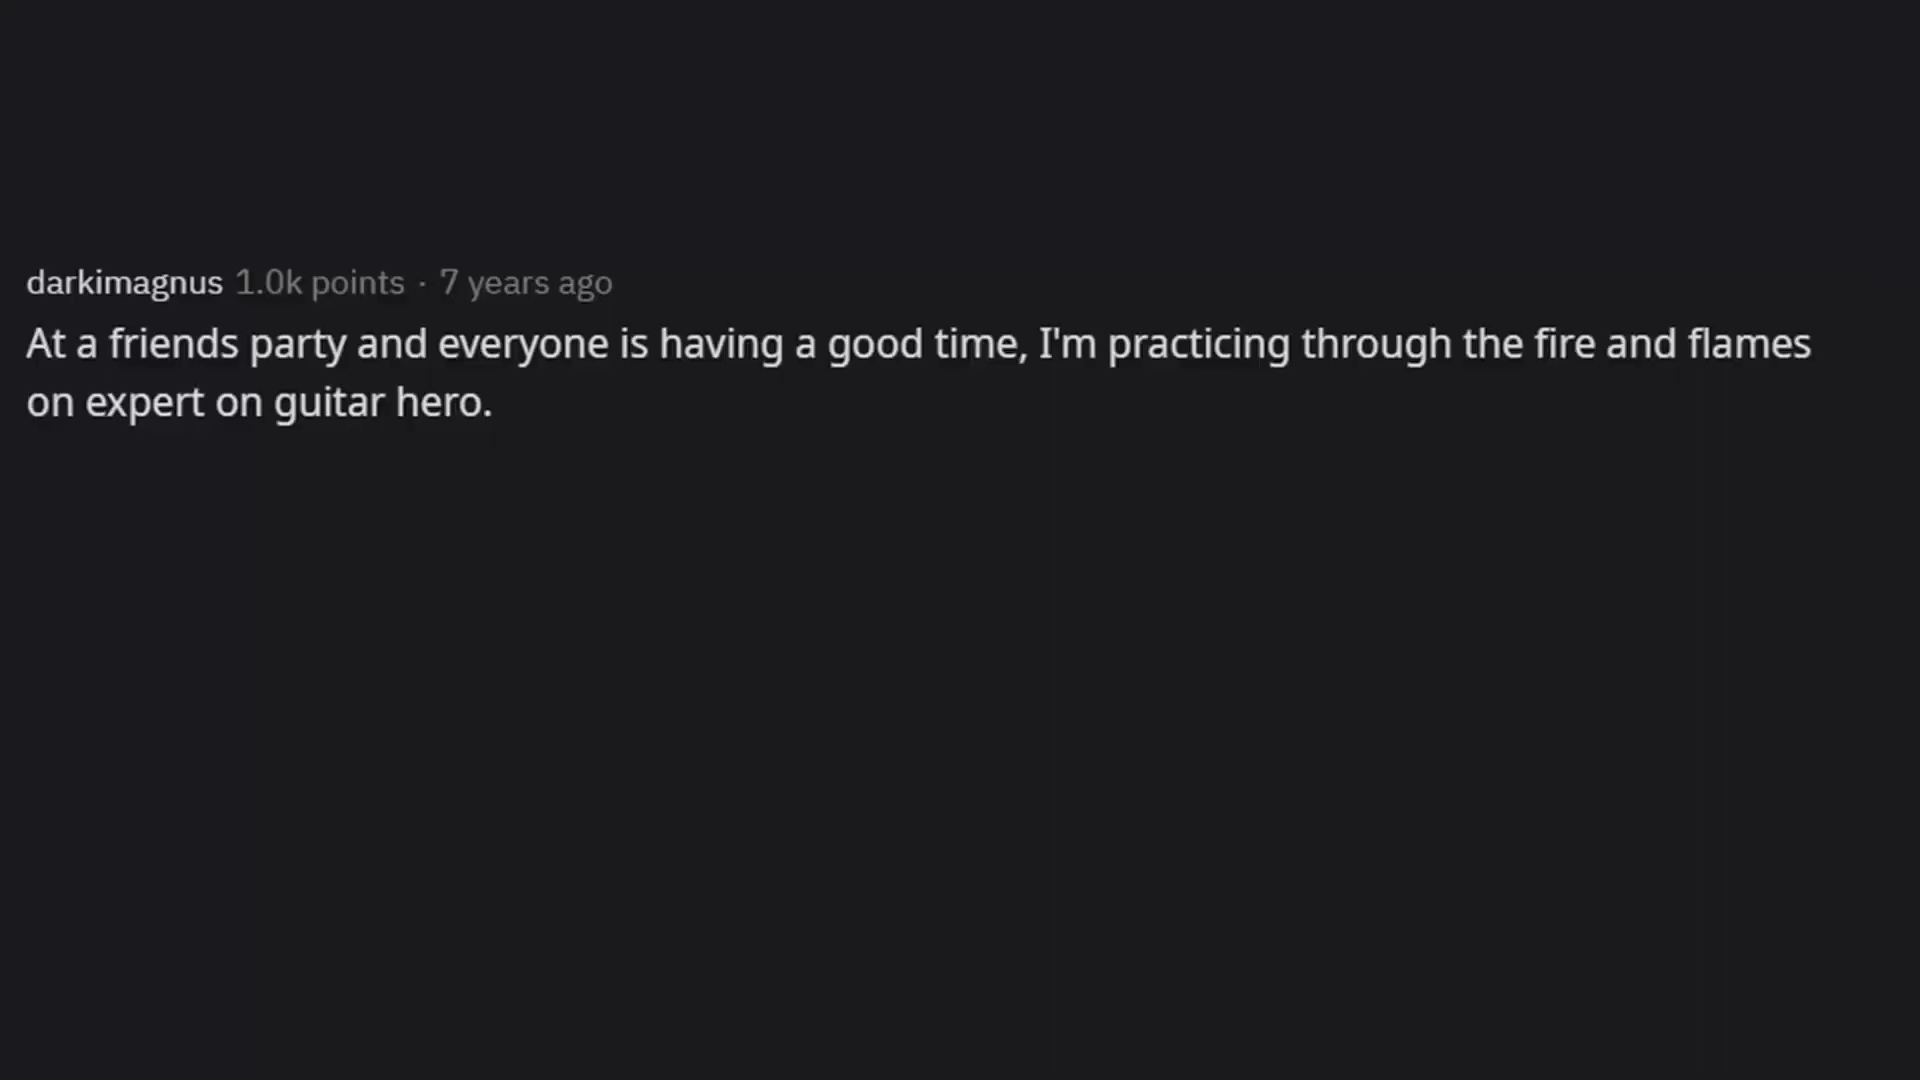 darkimagnus 1.0k points · 7 years ago
At a friends party and everyone is having a good time, I'm practicing through the fire and flames
on expert on guitar hero.